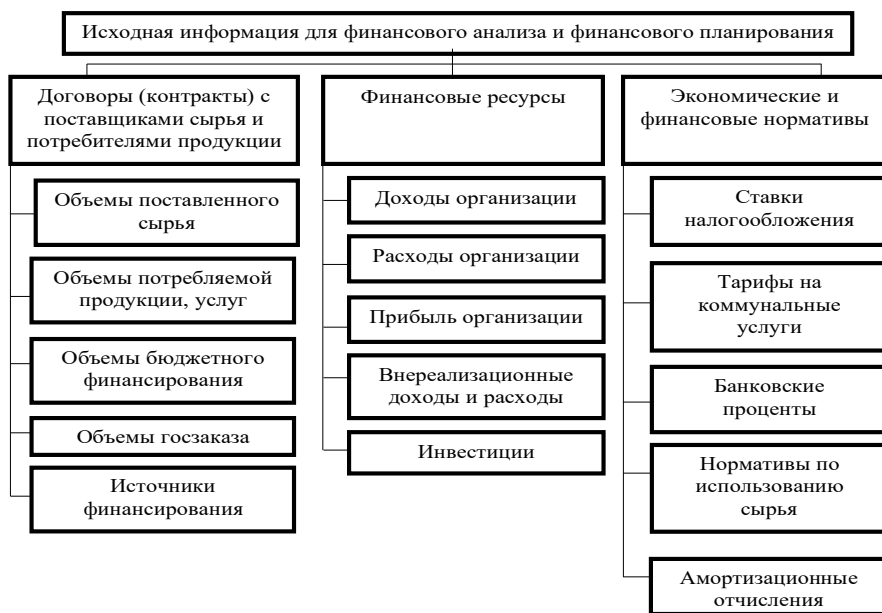 Исходная информация для финансового анализа и финансового планирования
Договоры (контракты) с
поставщиками сырья и
потребителями продукции
Объемы поставленного
сырья
Объемы потребляемой
продукции, услуг
Объемы бюджетного
финансирования
Объемы госзаказа
Источники
финансирования
Финансовые ресурсы
Доходы организации
Расходы организации
Прибыль организации
Внереализационные
доходы и расходы
Инвестиции
Экономические и
финансовые нормативы
Ставки
налогообложения
Тарифы на
коммунальные
услуги
Банковские
проценты
Нормативы по
использованию
сырья
Амортизационные
отчисления